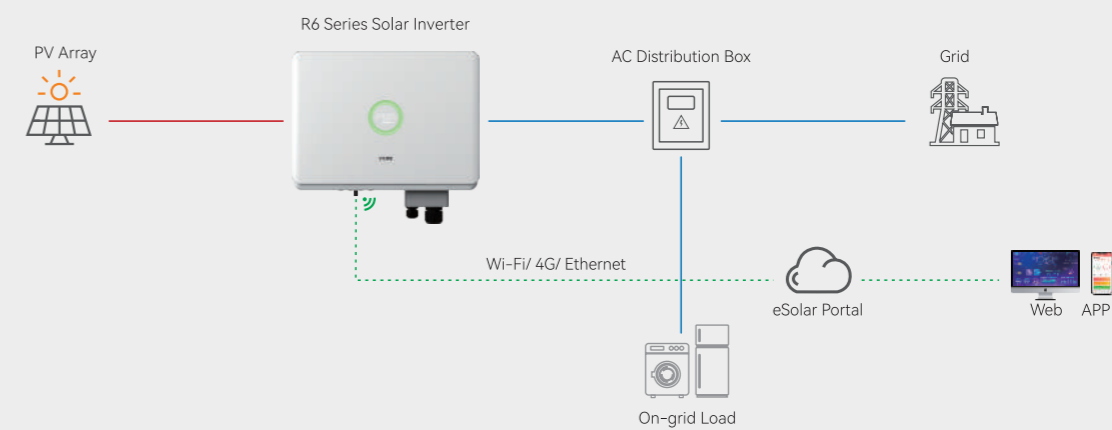 R6 Series Solar Inverter
PV Array
AC Distribution Box
Grid
Wi-Fi/ 4G/ Ethernet
eSolar Portal
Web
APP
On-grid Load